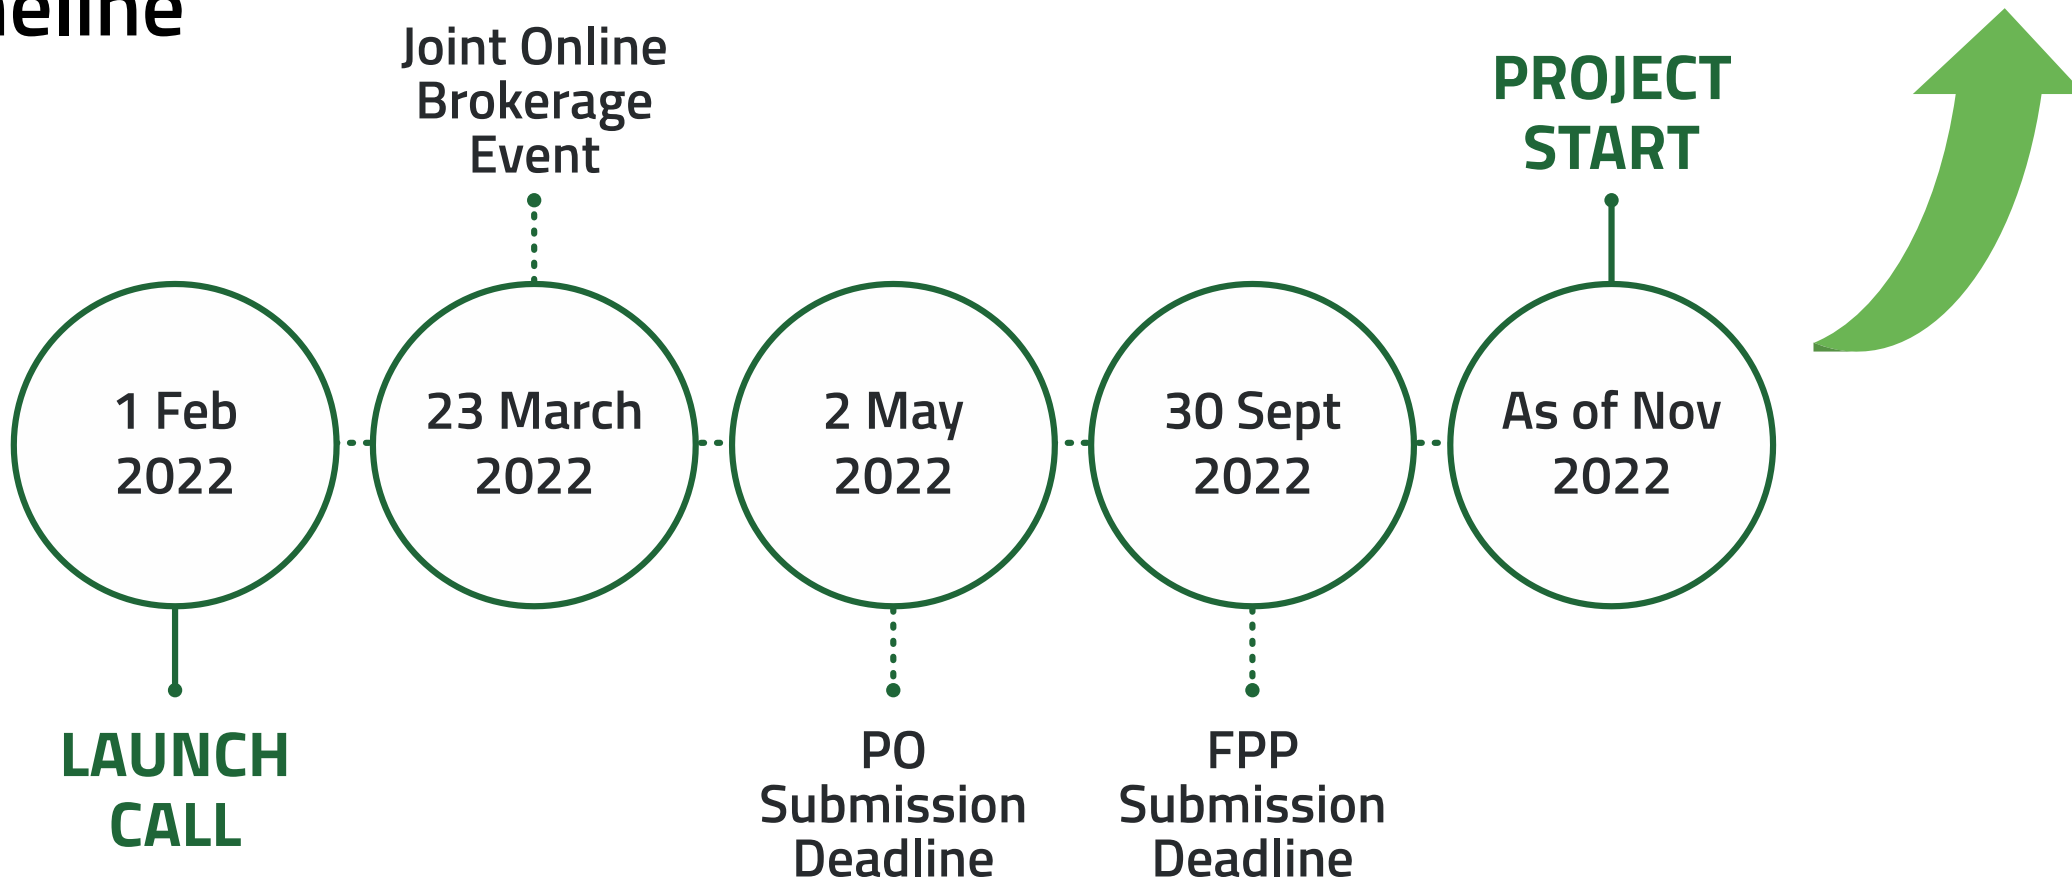 Joint Online
Brokerage
Event
PROJECT
START
1 Feb
2022
23 March
2022
2 May
2022
30 Sept
2022
As of Nov
2022
LAUNCH
CALL
PO
Submission
Deadline
FPP
Submission
Deadline